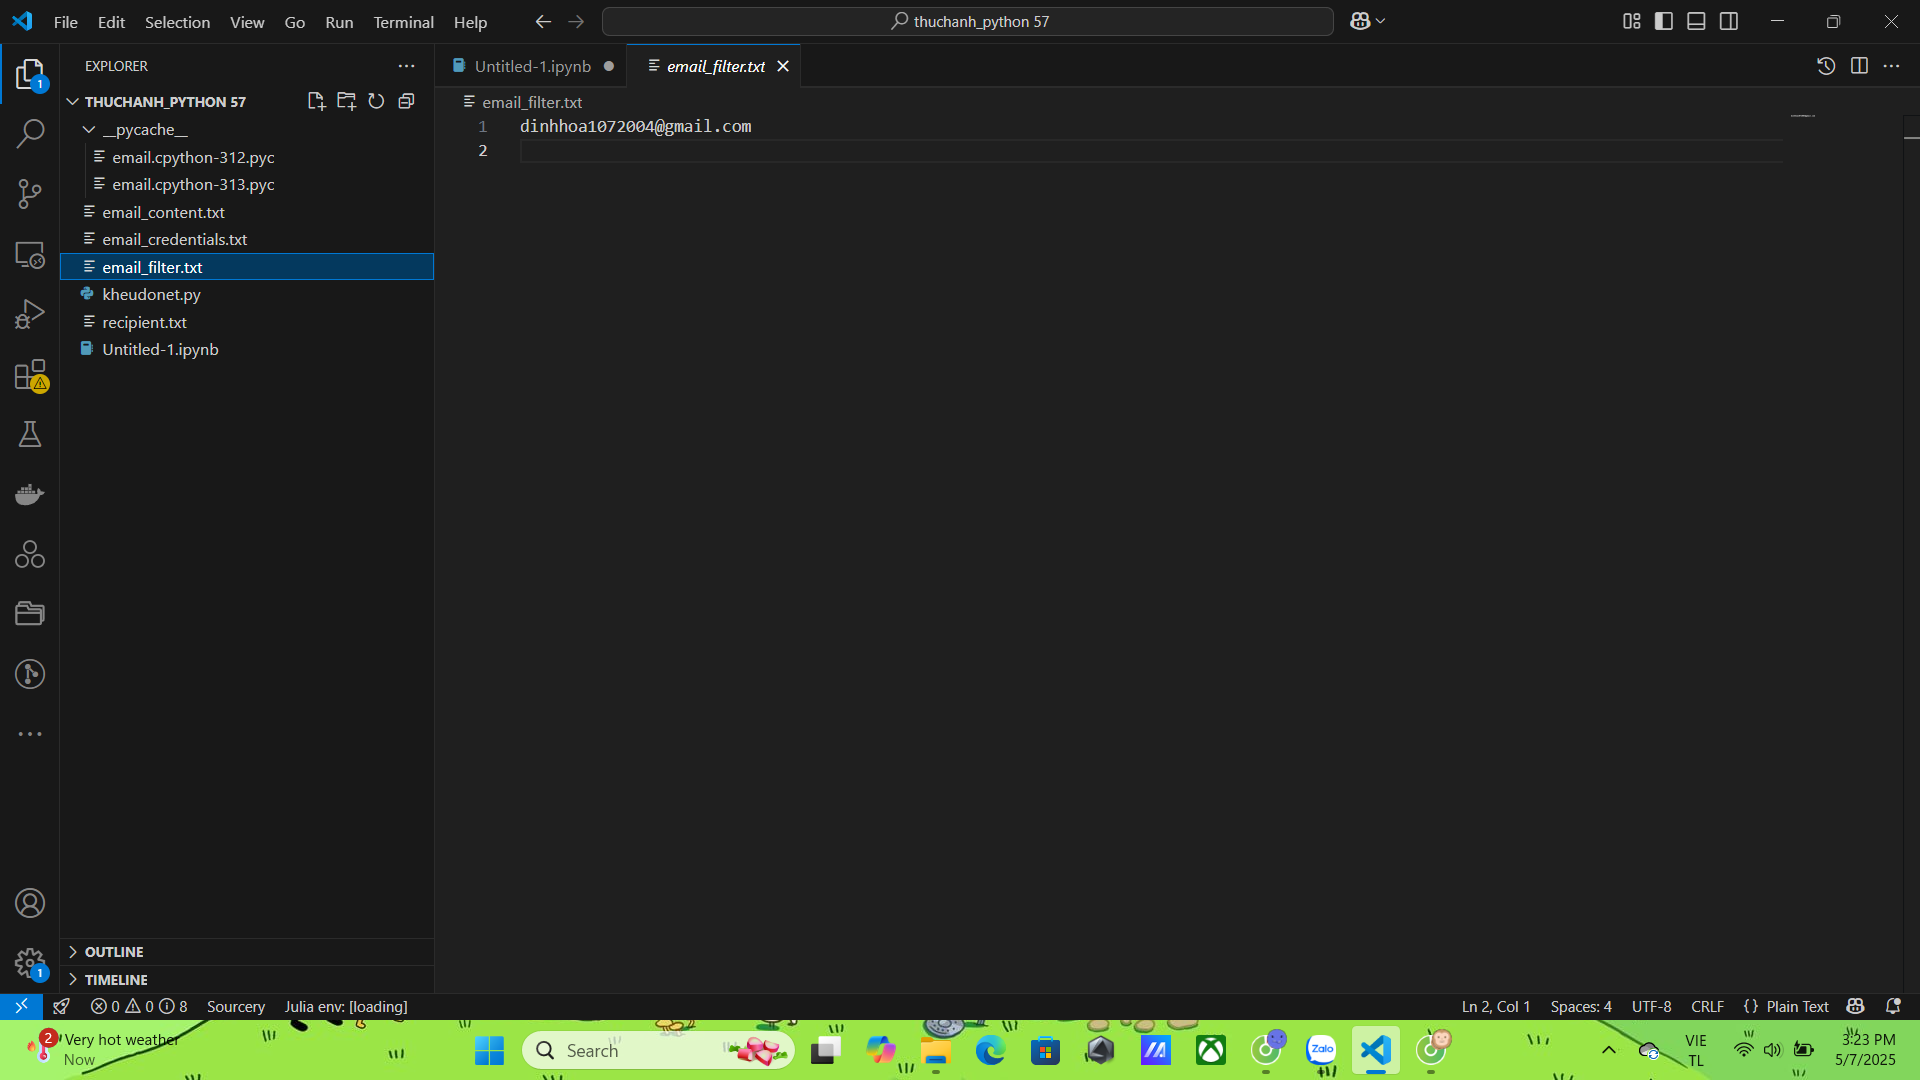 File Edit Selection View Go Run Terminal Help
thuchanh_python 57
EXPLORER
THUCHANH_PYTHON 57
__pycache__
email.cpython-312.pyc
email.cpython-313.pyc
email_content.txt
email_credentials.txt
email_filter.txt
kheudonet.py
recipient.txt
Untitled-1.ipynb
OUTLINE
TIMELINE
1
1
Untitled-1.ipynb
email_filter.txt
email_filter.txt
1 dinhhoa1072004@gmail.com
2
0 0 8 Sourcery Julia env: [loading]
Ln 2, Col 1 Spaces: 4 UTF-8 CRLF {} Plain Text
2
Very hot weather
Now
Search
Zalo
VIE
TL
3:23 PM
5/7/2025